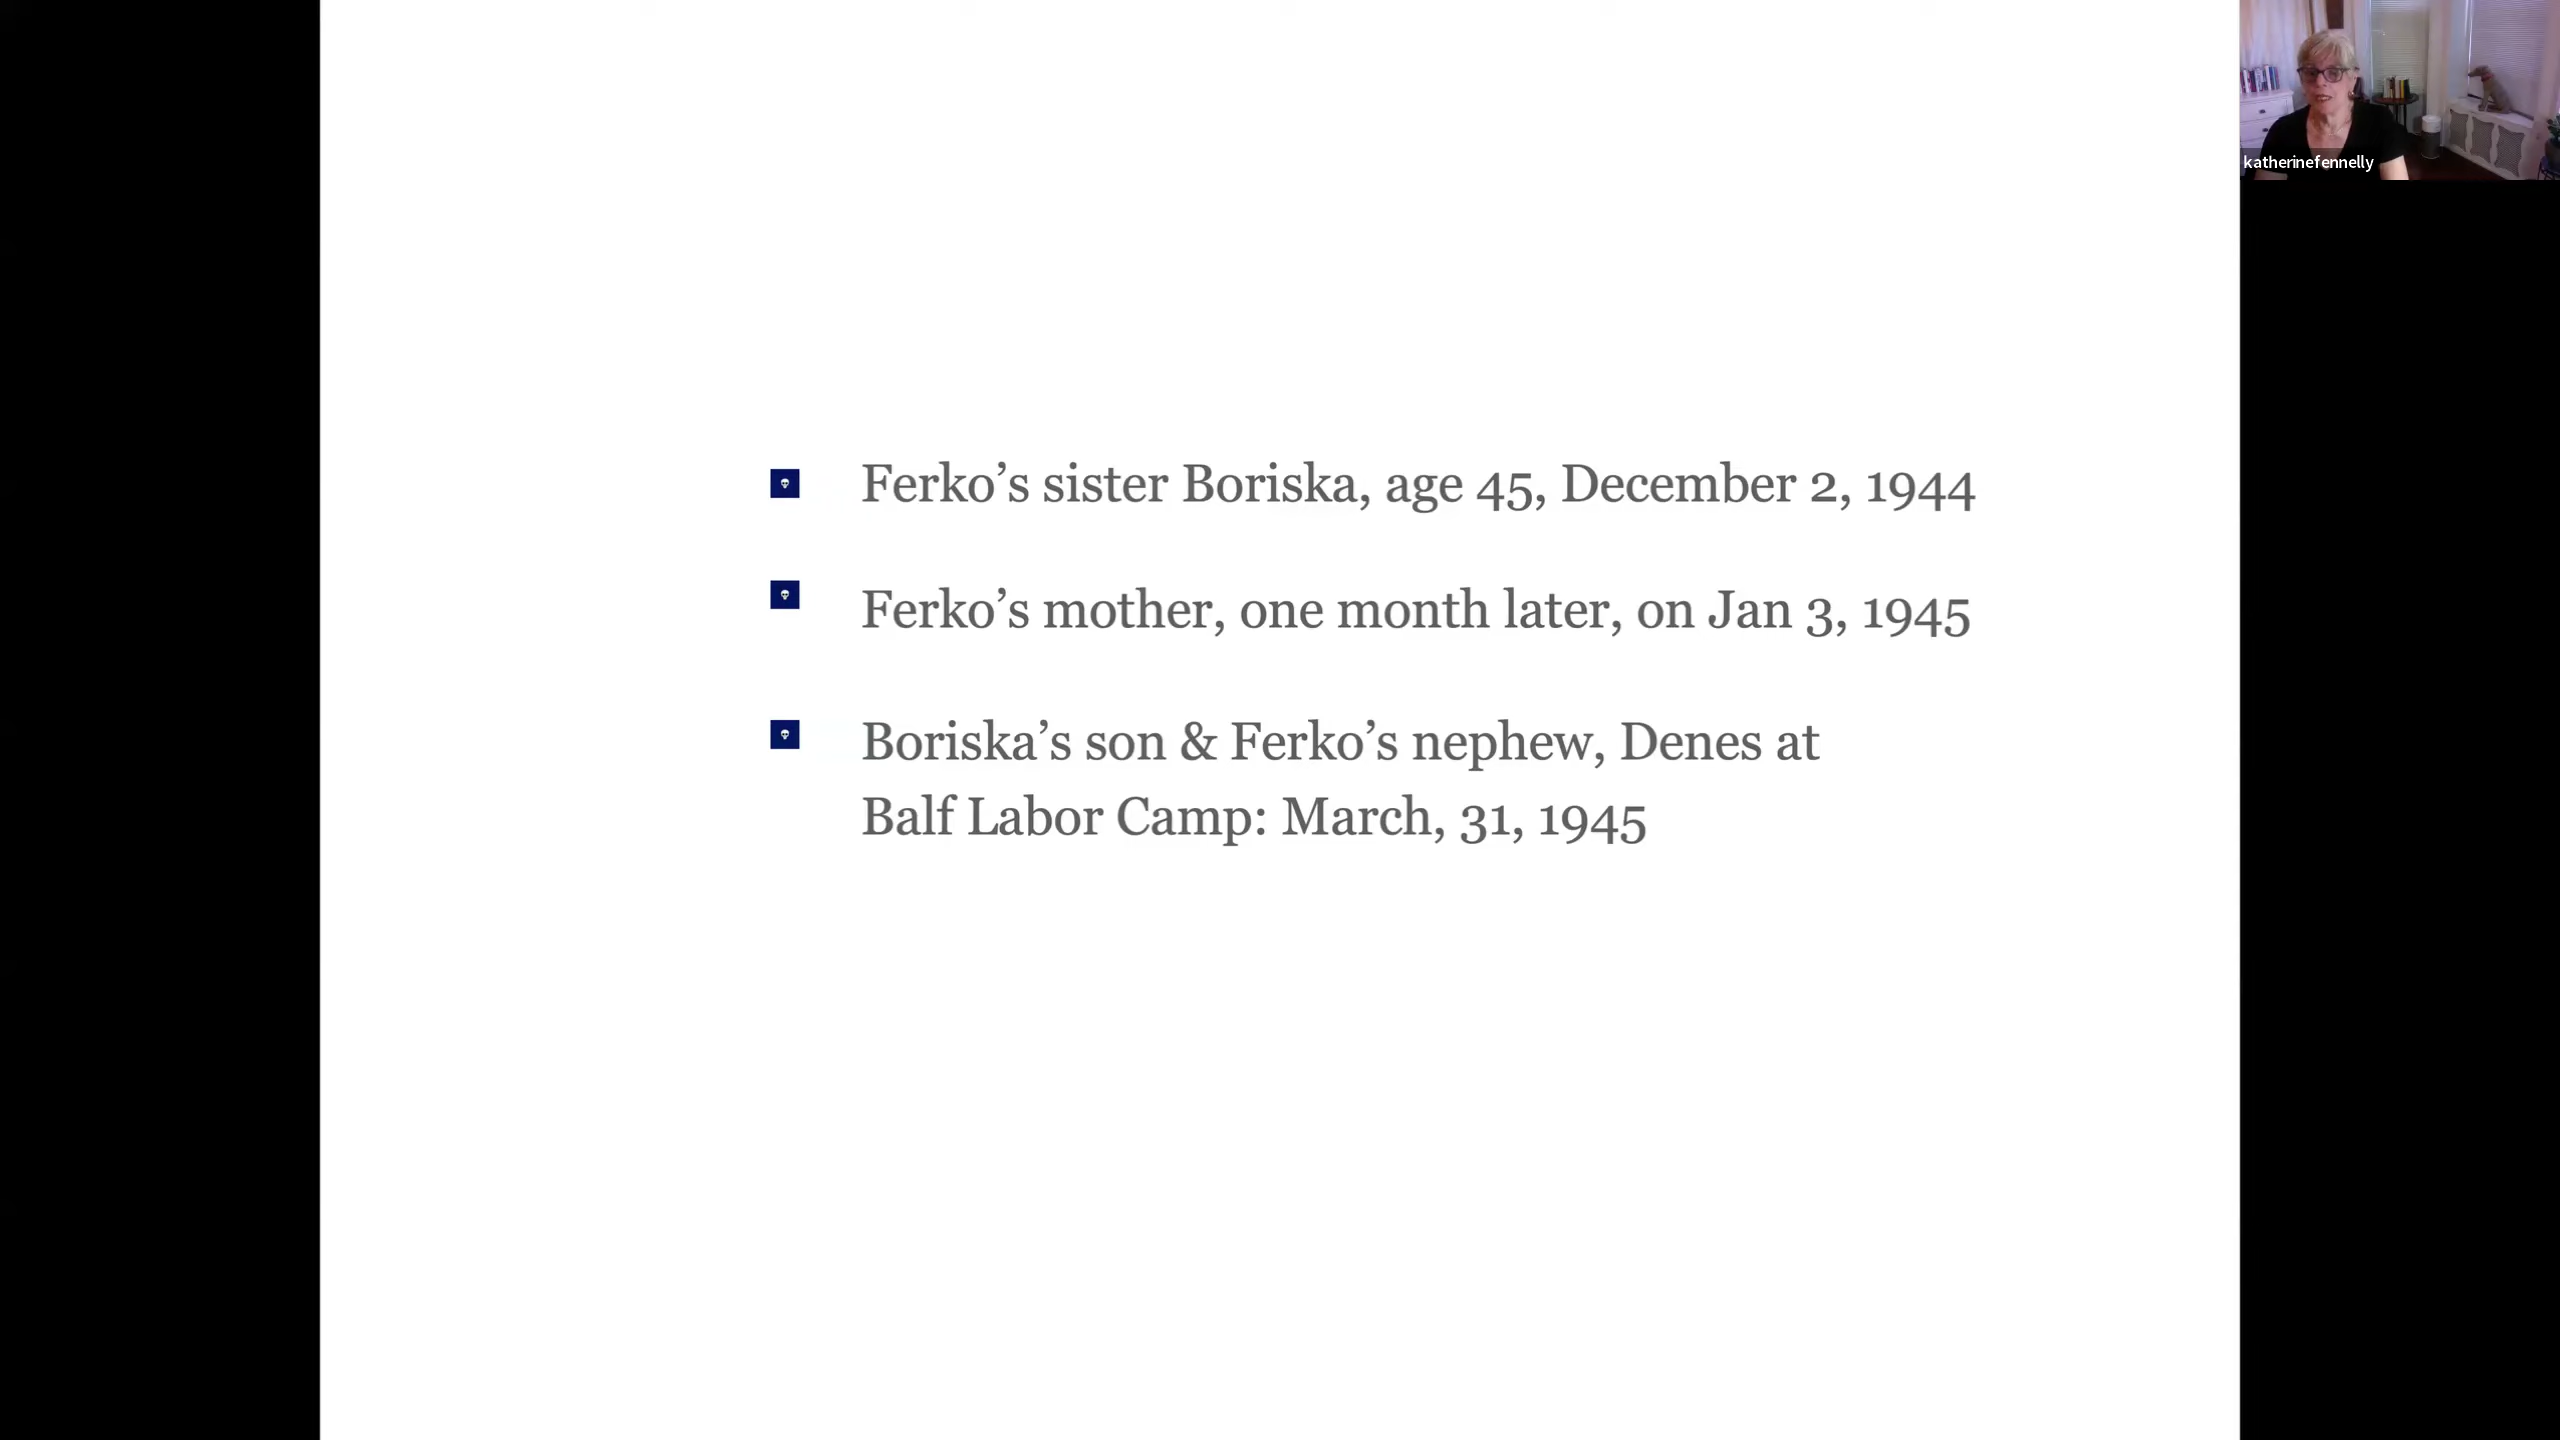 katherinefennelly
Ferko’s sister Boriska, age 45, December 2, 1944
Ferko’s mother, one month later, on Jan 3, 1945
Boriska’s son & Ferko’s nephew, Denes at
Balf Labor Camp: March, 31, 1945